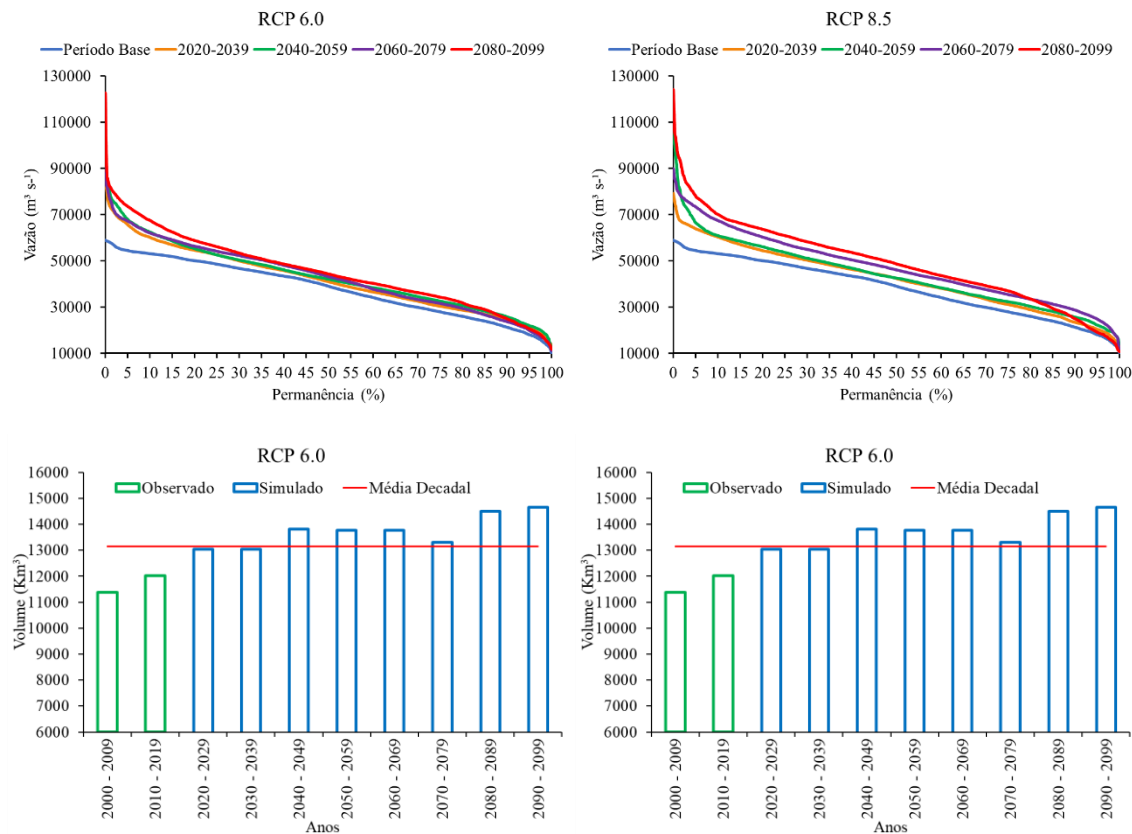 RCP 6.0
Período Base 2020-2039 2040-2059 2060-2079 2080-2099
130000
110000
90000
70000
50000
30000
10000
Vazão (m³ s-¹)
0 5 10 15 20 25 30 35 40 45 50 55 60 65 70 75 80 85 90 95 100
Permanência (%)
RCP 8.5
Período Base 2020-2039 2040-2059 2060-2079 2080-2099
130000
110000
90000
70000
50000
30000
10000
Vazão (m³ s-¹)
0 5 10 15 20 25 30 35 40 45 50 55 60 65 70 75 80 85 90 95 100
Permanência (%)
RCP 6.0
Observado Simulado Média Decadal
16000
15000
14000
13000
12000
11000
10000
9000
8000
7000
6000
Volume (Km³)
2000 - 2009
2010 - 2019
2020 - 2029
2030 - 2039
2040 - 2049
2050 - 2059
2060 - 2069
2070 - 2079
2080 - 2089
2090 - 2099
Anos
RCP 6.0
Observado Simulado Média Decadal
16000
15000
14000
13000
12000
11000
10000
9000
8000
7000
6000
Volume (Km³)
2000 - 2009
2010 - 2019
2020 - 2029
2030 - 2039
2040 - 2049
2050 - 2059
2060 - 2069
2070 - 2079
2080 - 2089
2090 - 2099
Anos